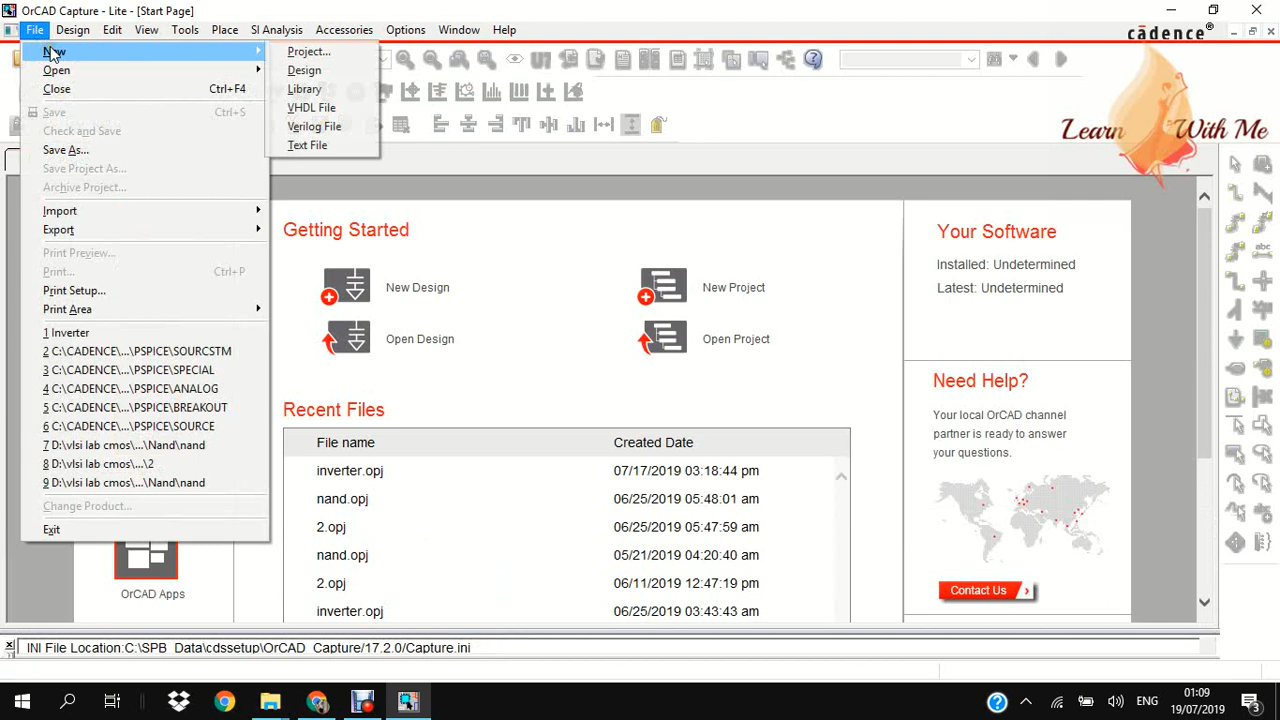 OrCAD Capture - Lite - [Start Page]
File Design Edit View Tools Place SI Analysis Accessories Options Window Help
cādence®
New
Open
Close Ctrl+F4
Save Ctrl+S
Check and Save
Save As...
Save Project As...
Archive Project...
Import
Export
Print Preview...
Print... Ctrl+P
Print Setup...
Print Area
1 Inverter
2 C:\CADENCE\...\PSPICE\SOURCSTM
3 C:\CADENCE\...\PSPICE\SPECIAL
4 C:\CADENCE\...\PSPICE\ANALOG
5 C:\CADENCE\...\PSPICE\BREAKOUT
6 C:\CADENCE\...\PSPICE\SOURCE
7 D:\vlsi lab cmos\...\Nand\nand
8 D:\vlsi lab cmos\...\2
9 D:\vlsi lab cmos\...\Nand\nand
Change Product...
Exit
Project...
Design
Library
VHDL File
Verilog File
Text File
Learn With Me
abc
abc
Getting Started
New Design New Project
Open Design Open Project
Recent Files
File name Created Date
inverter.opj 07/17/2019 03:18:44 pm
nand.opj 06/25/2019 05:48:01 am
2.opj 06/25/2019 05:47:59 am
nand.opj 05/21/2019 04:20:40 am
2.opj 06/11/2019 12:47:19 pm
inverter.opj 06/25/2019 03:43:43 am
OrCAD Apps
Your Software
Installed: Undetermined
Latest: Undetermined
Need Help?
Your local OrCAD channel
partner is ready to answer
your questions.
Contact Us
INI File Location:C:\SPB_Data\cdssetup\OrCAD_Capture/17.2.0/Capture.ini
ENG
01:09
19/07/2019
3